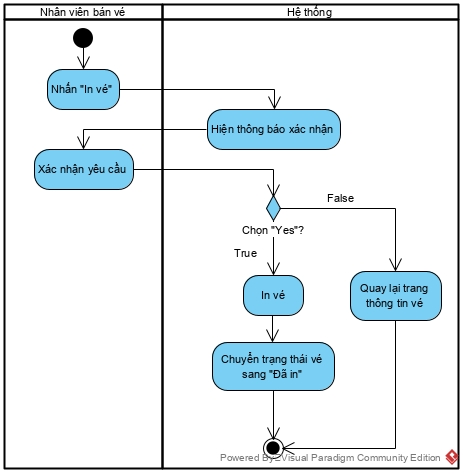 Nhân viên bán vé
Hệ thống
Nhấn "In vé"
Hiện thông báo xác nhận
Xác nhận yêu cầu
False
Chọn "Yes"?
True
In vé
Quay lại trang
thông tin vé
Chuyển trạng thái vé
sang "Đã in"
Powered By Visual Paradigm Community Edition